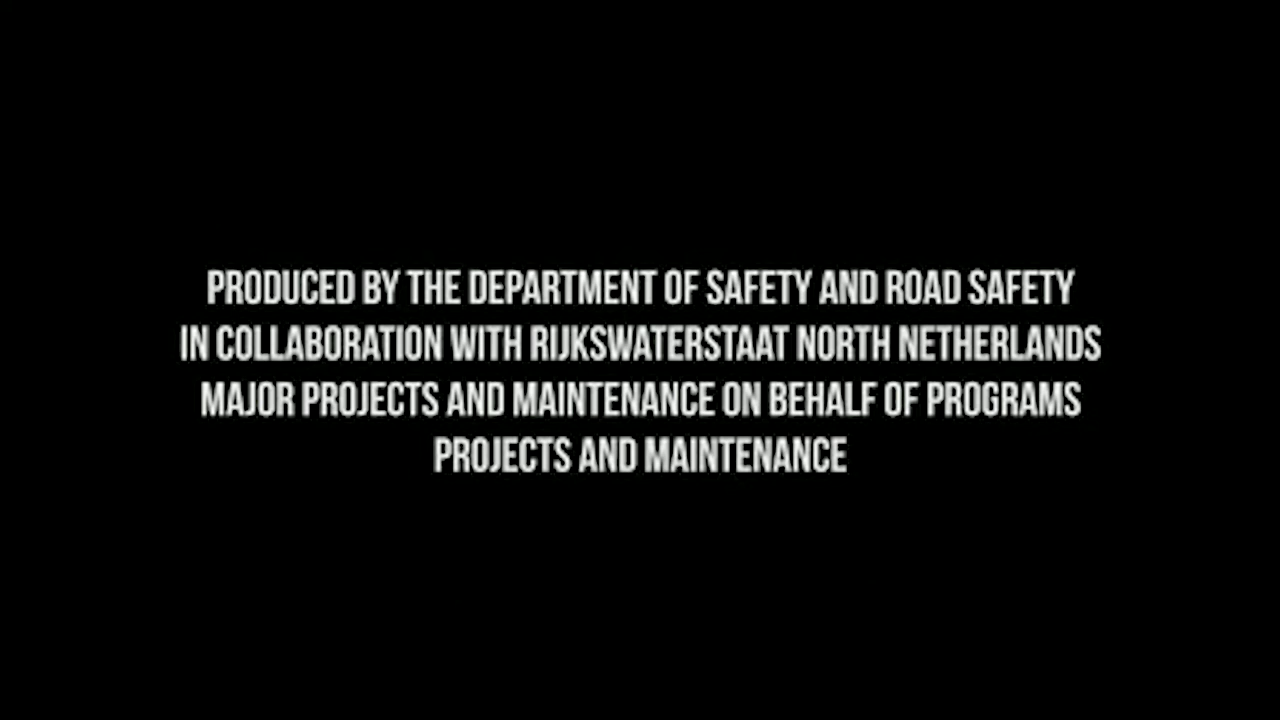 PRODUCED BY THE DEPARTMENT OF SAFETY AND ROAD SAFETY
IN COLLABORATION WITH RIJKSWATERSTAAT NORTH NETHERLANDS
MAJOR PROJECTS AND MAINTENANCE ON BEHALF OF PROGRAMS
PROJECTS AND MAINTENANCE